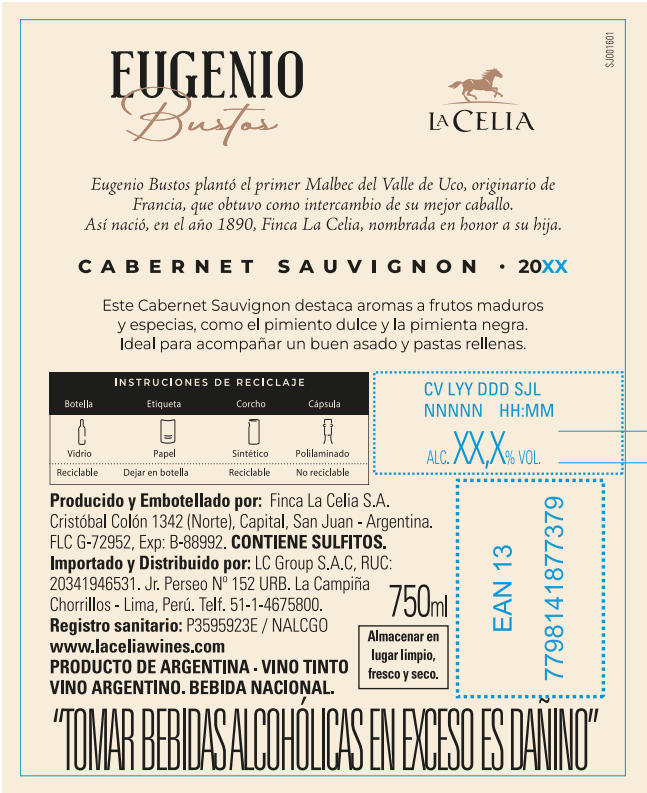 SJ001601
EUGENIO
Bustos
LA CELIA
Eugenio Bustos plantó el primer Malbec del Valle de Uco, originario de
Francia, que obtuvo como intercambio de su mejor caballo.
Así nació, en el año 1890, Finca La Celia, nombrada en honor a su hija.
CABERNET SAUVIGNON · 20XX
Este Cabernet Sauvignon destaca aromas a frutos maduros
y especias, como el pimiento dulce y la pimienta negra.
Ideal para acompañar un buen asado y pastas rellenas.
INSTRUCIONES DE RECICLAJE
Botella Etiqueta Corcho Cápsula
Vidrio Papel Sintético Polilaminado
Reciclable Dejar en botella Reciclable No reciclable
CV LYY DDD SJL
NNNNN HH:MM
ALC. XX,X% VOL.
Producido y Embotellado por: Finca La Celia S.A.
Cristóbal Colón 1342 (Norte), Capital, San Juan - Argentina.
FLC G-72952, Exp: B-88992. CONTIENE SULFITOS.
Importado y Distribuido por: LC Group S.A.C, RUC:
20341946531. Jr. Perseo Nº 152 URB. La Campiña
Chorrillos - Lima, Perú. Telf. 51-1-4675800.
Registro sanitario: P3595923E / NALCGO
www.laceliawines.com
PRODUCTO DE ARGENTINA - VINO TINTO
VINO ARGENTINO. BEBIDA NACIONAL.
750ml
Almacenar en
lugar limpio,
fresco y seco.
EAN 13
7798141877379
"TOMAR BEBIDAS ALCOHÓLICAS EN EXCESO ES DAÑINO"